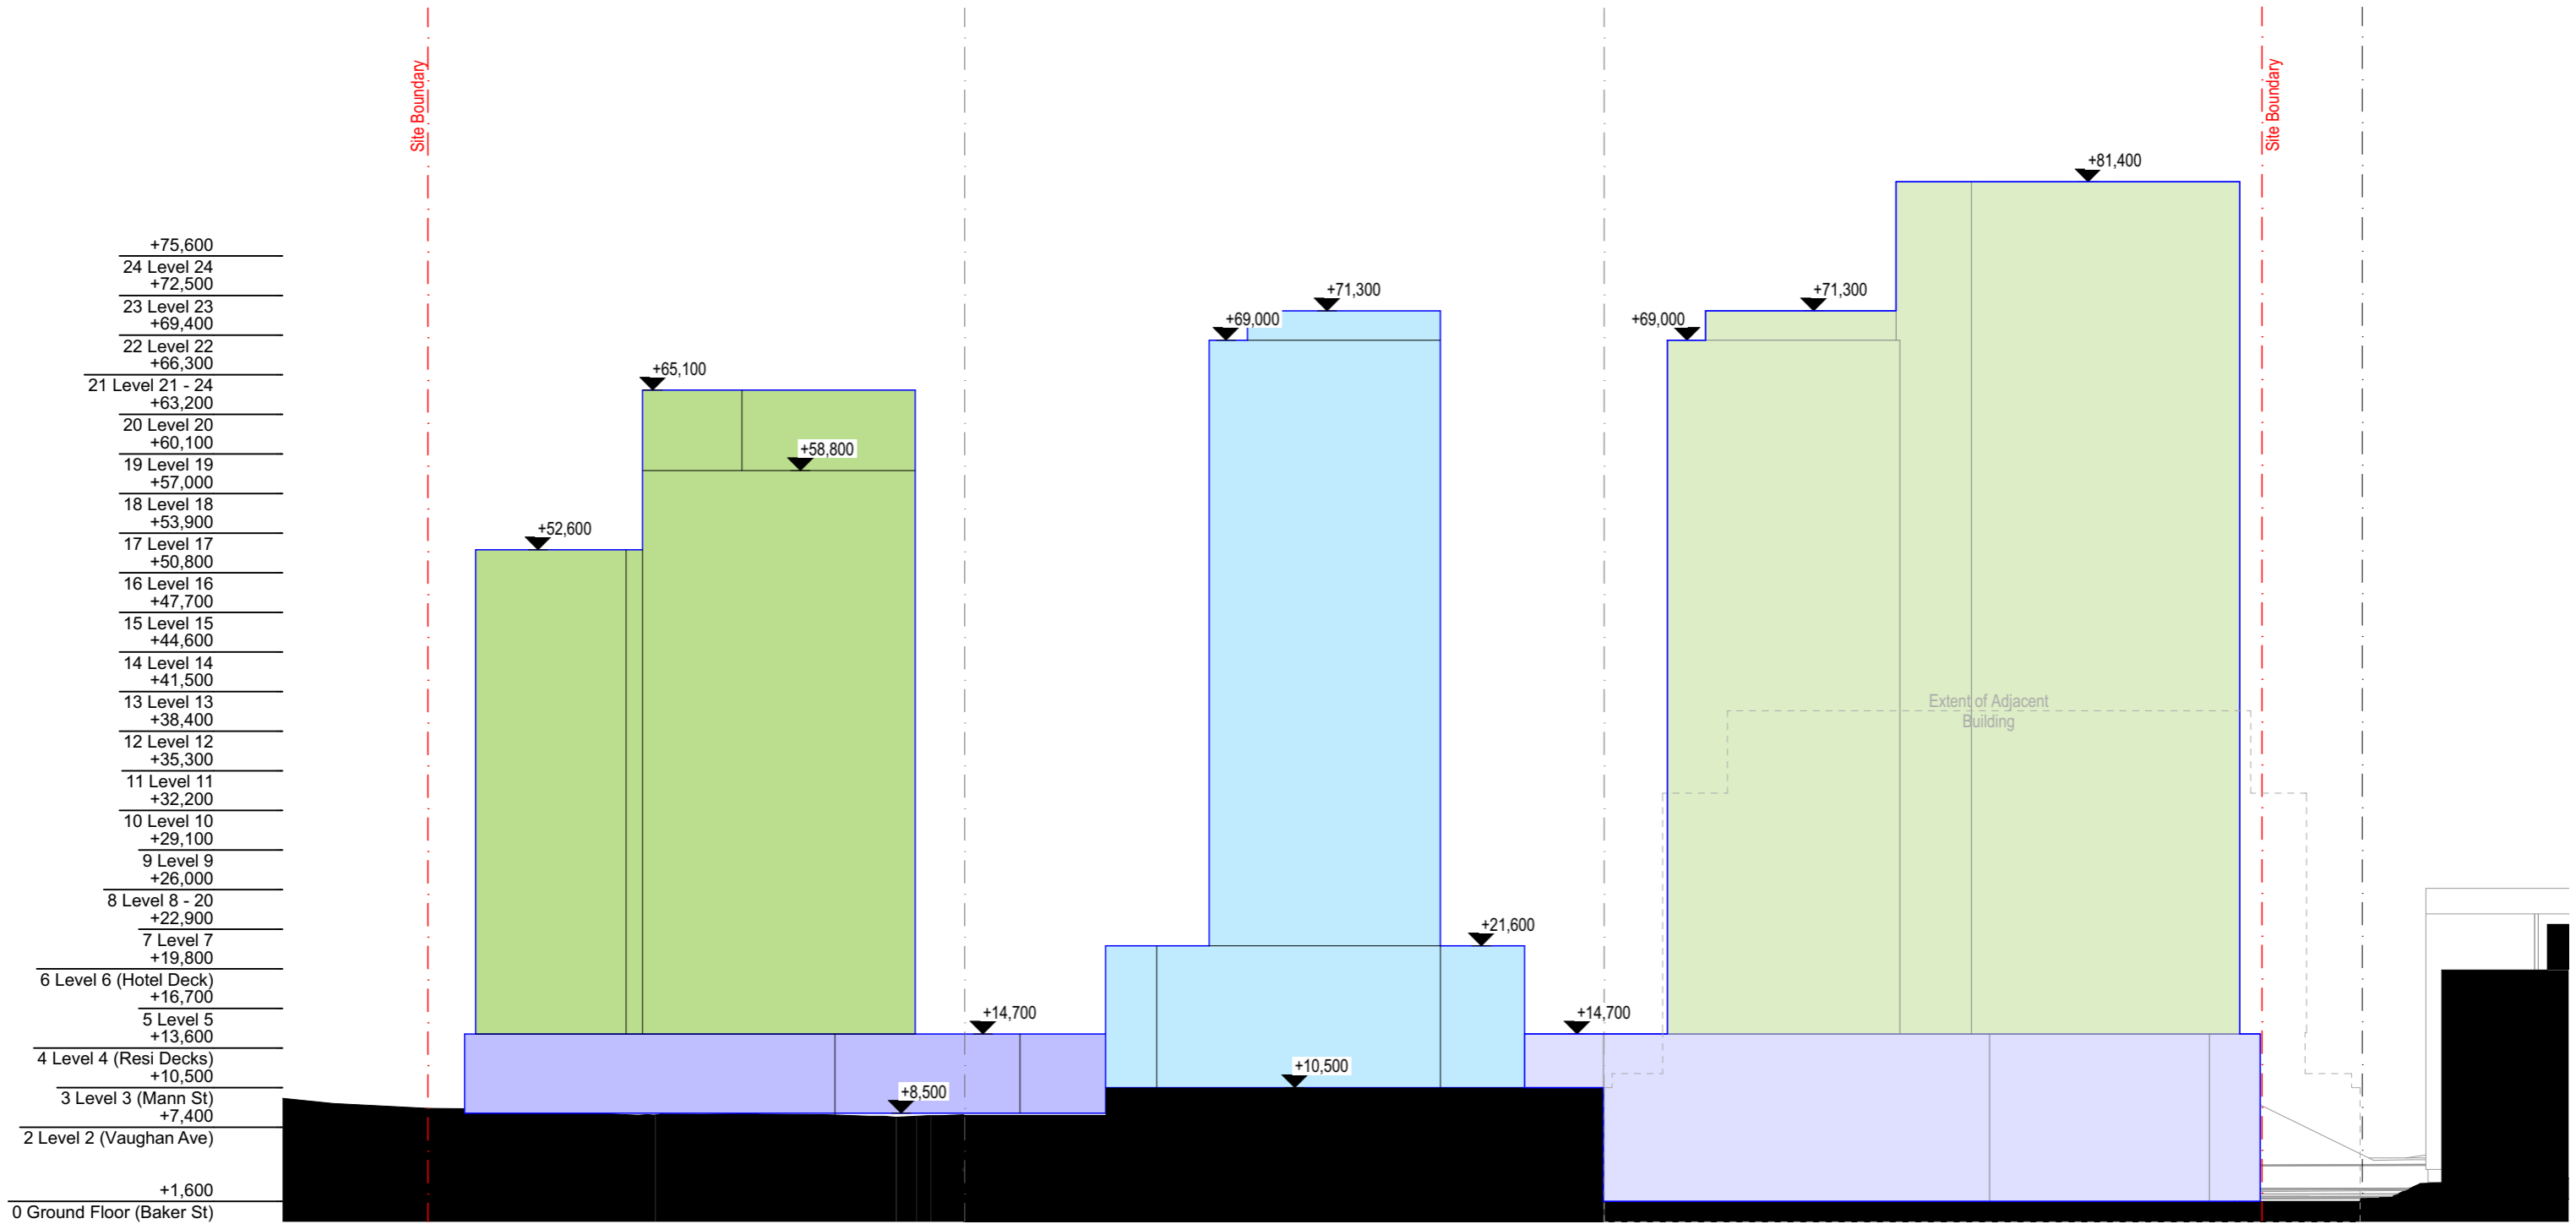 Site Boundary
Site Boundary
+81,400
+75,600
24 Level 24
+72,500
23 Level 23
+69,400
22 Level 22
+66,300
21 Level 21 - 24
+63,200
20 Level 20
+60,100
19 Level 19
+57,000
18 Level 18
+53,900
17 Level 17
+50,800
16 Level 16
+47,700
15 Level 15
+44,600
14 Level 14
+41,500
13 Level 13
+38,400
12 Level 12
+35,300
11 Level 11
+32,200
10 Level 10
+29,100
9 Level 9
+26,000
8 Level 8 - 20
+22,900
7 Level 7
+19,800
6 Level 6 (Hotel Deck)
+16,700
5 Level 5
+13,600
4 Level 4 (Resi Decks)
+10,500
3 Level 3 (Mann St)
+7,400
2 Level 2 (Vaughan Ave)
+1,600
0 Ground Floor (Baker St)
+52,600
+65,100
+58,800
+14,700
+8,500
+69,000
+71,300
+21,600
+10,500
+14,700
+69,000
+71,300
Extent of Adjacent
Building